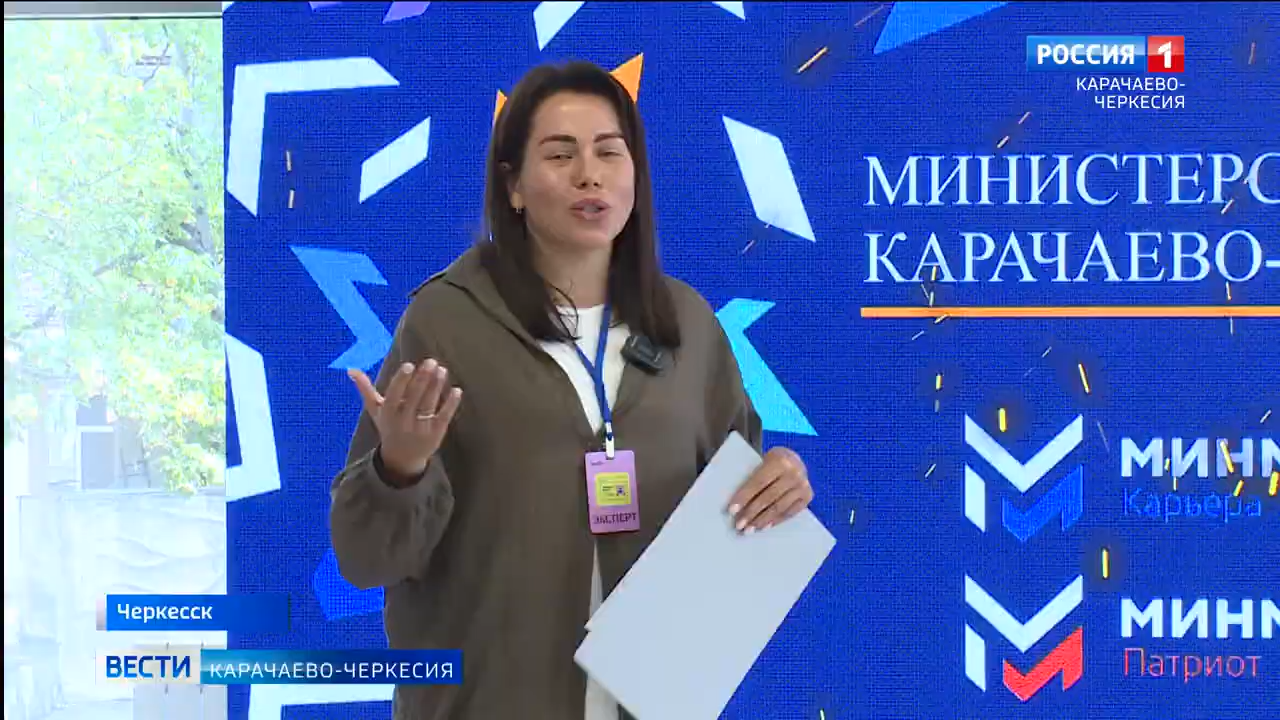 РОССИЯ 1
КАРАЧАЕВО-
ЧЕРКЕСИЯ
МИНИСТЕРС
КАРАЧАЕВО-
МИНМ
Карьера
МИНМ
Патриот
ЭКСПЕРТ
Черкесск
ВЕСТИ КАРАЧАЕВО-ЧЕРКЕСИЯ